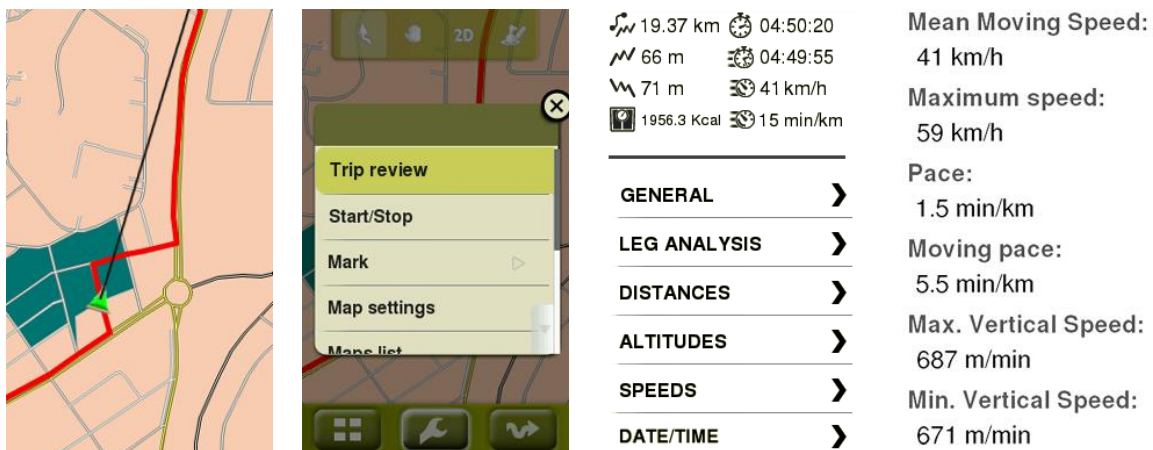 2D
Trip review
Start/Stop
Mark
Map settings
Maps list
19.37 km 04:50:20
66 m 04:49:55
71 m 41 km/h
1956.3 Kcal 15 min/km
GENERAL
LEG ANALYSIS
DISTANCES
ALTITUDES
SPEEDS
DATE/TIME
Mean Moving Speed:
41 km/h
Maximum speed:
59 km/h
Pace:
1.5 min/km
Moving pace:
5.5 min/km
Max. Vertical Speed:
687 m/min
Min. Vertical Speed:
671 m/min